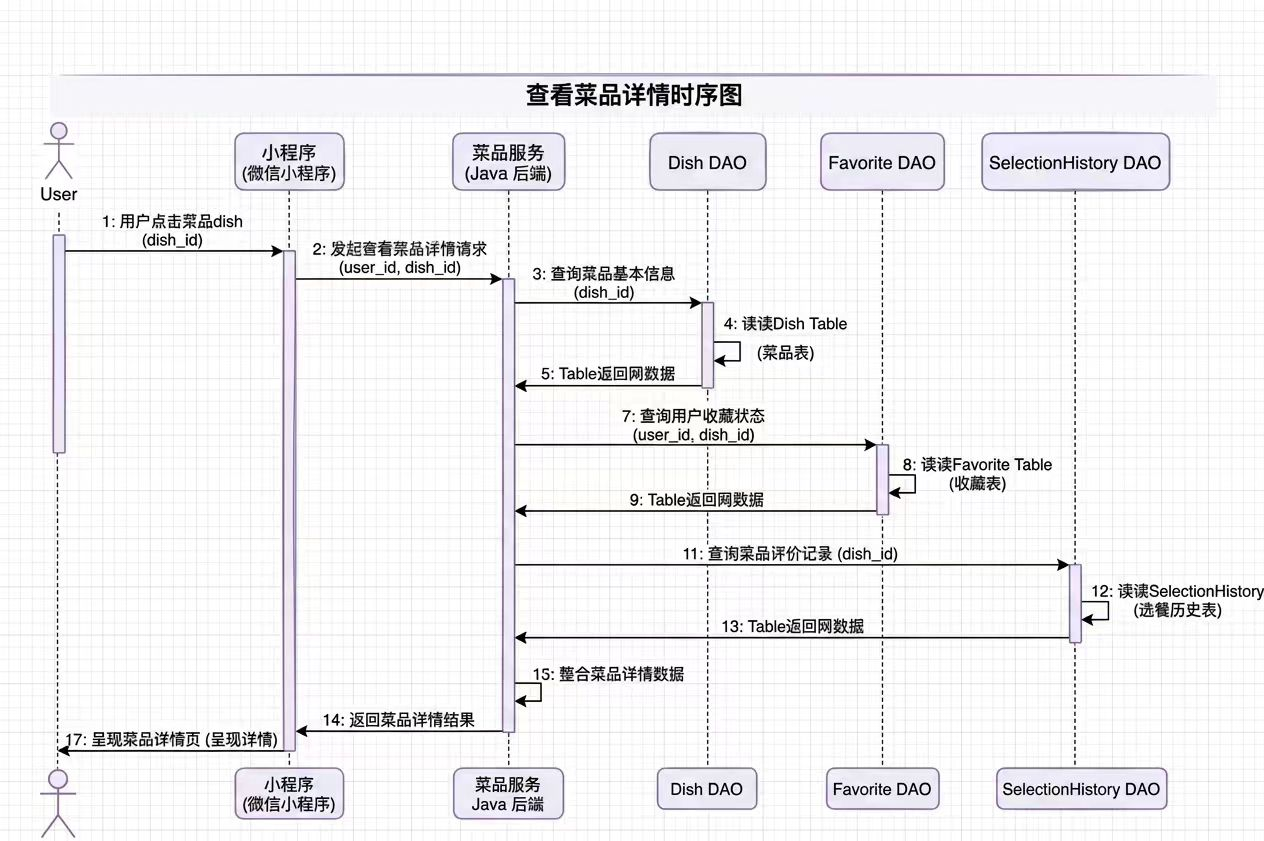 查看菜品详情时序图
User
小程序
(微信小程序)
菜品服务
(Java 后端)
Dish DAO
Favorite DAO
SelectionHistory DAO
1: 用户点击菜品dish
(dish_id)
2: 发起查看菜品详情请求
(user_id, dish_id)
3: 查询菜品基本信息
(dish_id)
4: 读读Dish Table
(菜品表)
5: Table返回网数据
7: 查询用户收藏状态
(user_id, dish_id)
8: 读读Favorite Table
(收藏表)
9: Table返回网数据
11: 查询菜品评价记录 (dish_id)
12: 读读SelectionHistory
(选餐历史表)
13: Table返回网数据
15: 整合菜品详情数据
14: 返回菜品详情结果
17: 呈现菜品详情页 (呈现详情)
小程序
(微信小程序)
菜品服务
Java 后端
Dish DAO
Favorite DAO
SelectionHistory DAO